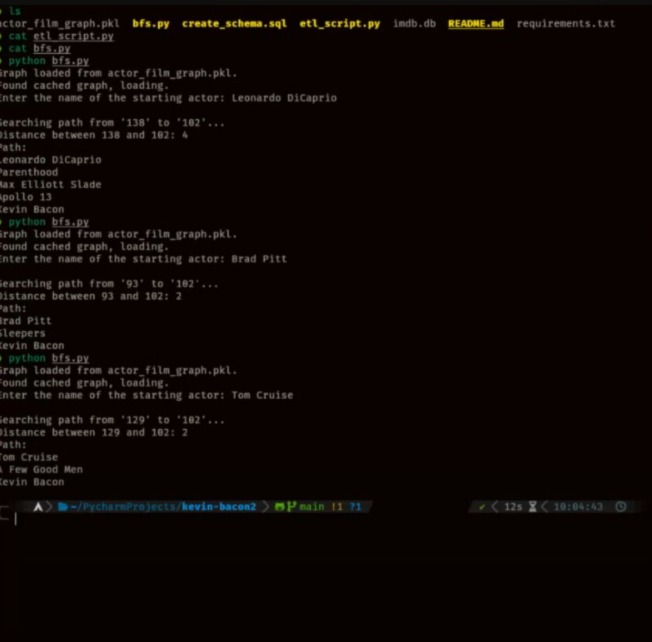 ls
actor_film_graph.pkl bfs.py create_schema.sql etl_script.py imdb.db README.md requirements.txt
cat etl_script.py
cat bfs.py
python bfs.py
Graph loaded from actor_film_graph.pkl.
Found cached graph, loading.
Enter the name of the starting actor: Leonardo DiCaprio
Searching path from '138' to '102'...
Distance between 138 and 102: 4
Path:
Leonardo DiCaprio
Parenthood
Max Elliott Slade
Apollo 13
Kevin Bacon
python bfs.py
Graph loaded from actor_film_graph.pkl.
Found cached graph, loading.
Enter the name of the starting actor: Brad Pitt
Searching path from '93' to '102'...
Distance between 93 and 102: 2
Path:
Brad Pitt
Sleepers
Kevin Bacon
python bfs.py
Graph loaded from actor_film_graph.pkl.
Found cached graph, loading.
Enter the name of the starting actor: Tom Cruise
Searching path from '129' to '102'...
Distance between 129 and 102: 2
Path:
Tom Cruise
A Few Good Men
Kevin Bacon
~/PycharmProjects/kevin-bacon2 main !1 ?1 ✓ 12s 10:04:43